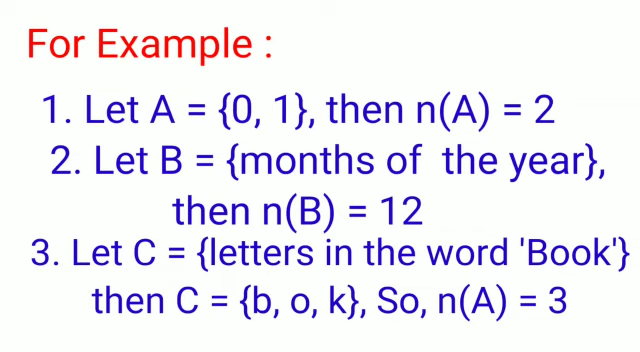 For Example :
1. Let A = {0, 1}, then n(A) = 2
2. Let B = {months of the year},
then n(B) = 12
3. Let C = {letters in the word 'Book'}
then C = {b, o, k}, So, n(A) = 3